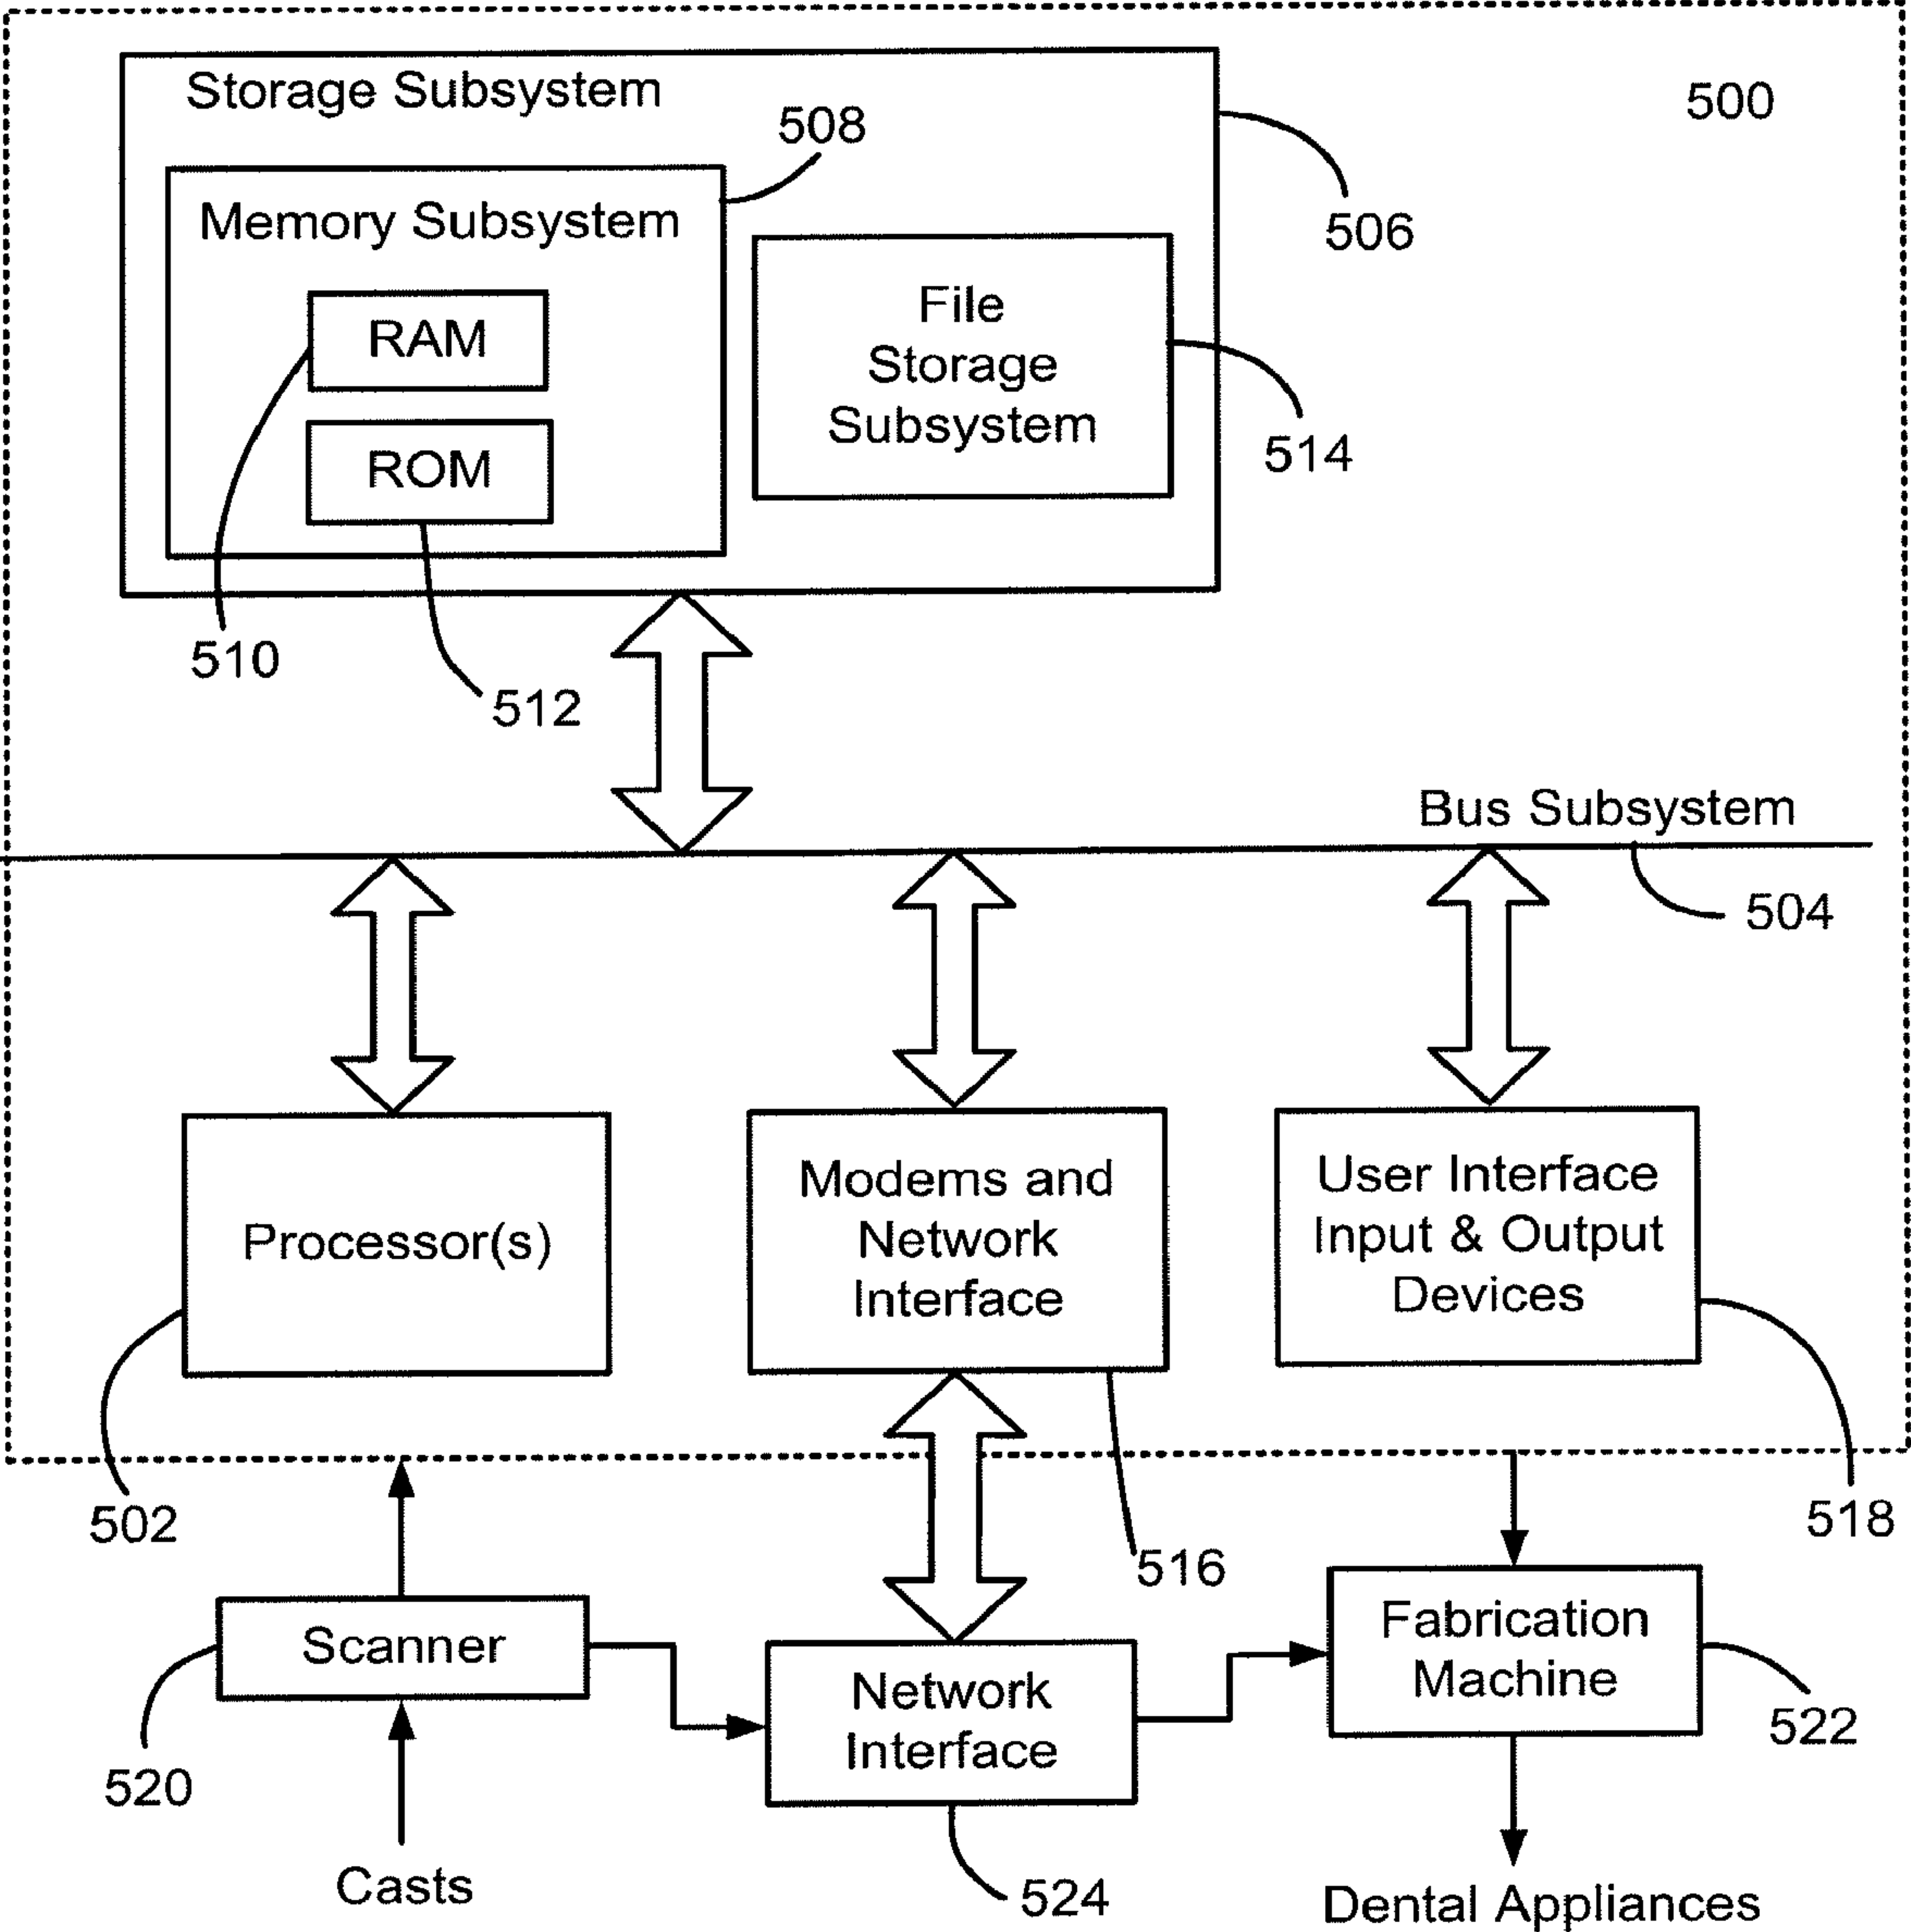 Storage Subsystem
500
508
Memory Subsystem
506
RAM
File
Storage
Subsystem
514
ROM
510
512
Bus Subsystem
504
Processor(s)
Modems and
Network
Interface
User Interface
Input & Output
Devices
502
516
518
Scanner
Fabrication
Machine
520
Network
Interface
522
Casts
524
Dental Appliances